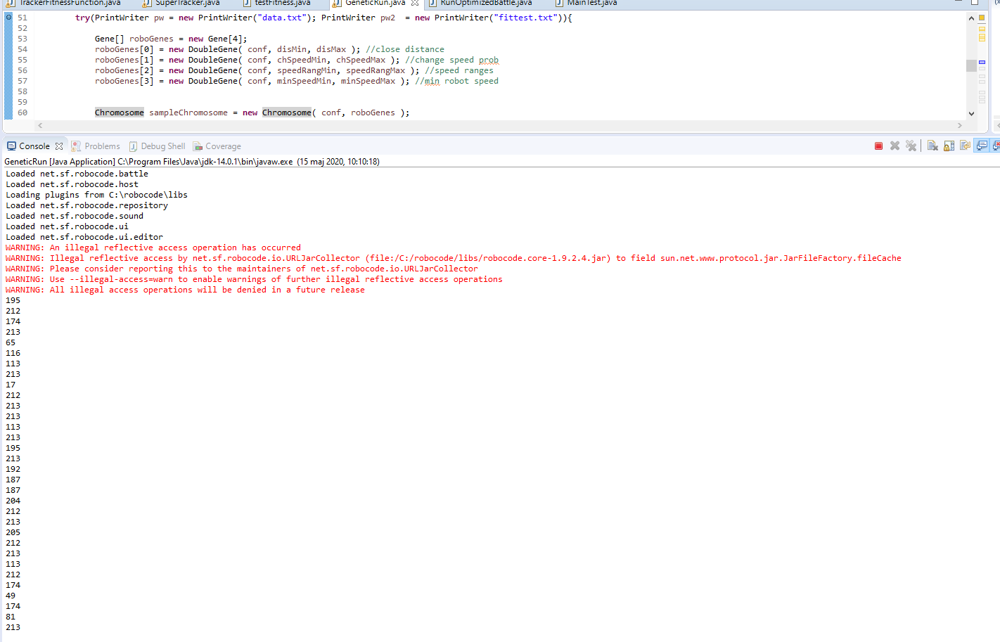 TrackerFitnessFunction.java SuperTracker.java testFitness.java GeneticRun.java RunOptimizedBattle.java MainTest.java
51 try(PrintWriter pw = new PrintWriter("data.txt"); PrintWriter pw2  = new PrintWriter("fittest.txt")){
52
53 Gene[] roboGenes = new Gene[4];
54 roboGenes[0] = new DoubleGene( conf, disMin, disMax ); //close distance
55 roboGenes[1] = new DoubleGene( conf, chSpeedMin, chSpeedMax ); //change speed prob
56 roboGenes[2] = new DoubleGene( conf, speedRangMin, speedRangMax ); //speed ranges
57 roboGenes[3] = new DoubleGene( conf, minSpeedMin, minSpeedMax ); //min robot speed
58
59
60 Chromosome sampleChromosome = new Chromosome( conf, roboGenes );
Console Problems Debug Shell Coverage
GeneticRun [Java Application] C:\Program Files\Java\jdk-14.0.1\bin\javaw.exe (15 maj 2020, 10:10:18)
Loaded net.sf.robocode.battle
Loaded net.sf.robocode.host
Loading plugins from C:\robocode\libs
Loaded net.sf.robocode.repository
Loaded net.sf.robocode.sound
Loaded net.sf.robocode.ui
Loaded net.sf.robocode.ui.editor
WARNING: An illegal reflective access operation has occurred
WARNING: Illegal reflective access by net.sf.robocode.io.URLJarCollector (file:/C:/robocode/libs/robocode.core-1.9.2.4.jar) to field sun.net.www.protocol.jar.JarFileFactory.fileCache
WARNING: Please consider reporting this to the maintainers of net.sf.robocode.io.URLJarCollector
WARNING: Use --illegal-access=warn to enable warnings of further illegal reflective access operations
WARNING: All illegal access operations will be denied in a future release
195
212
174
213
65
116
113
213
17
212
213
213
113
213
195
213
192
187
187
204
212
213
205
212
213
113
212
174
49
174
81
213